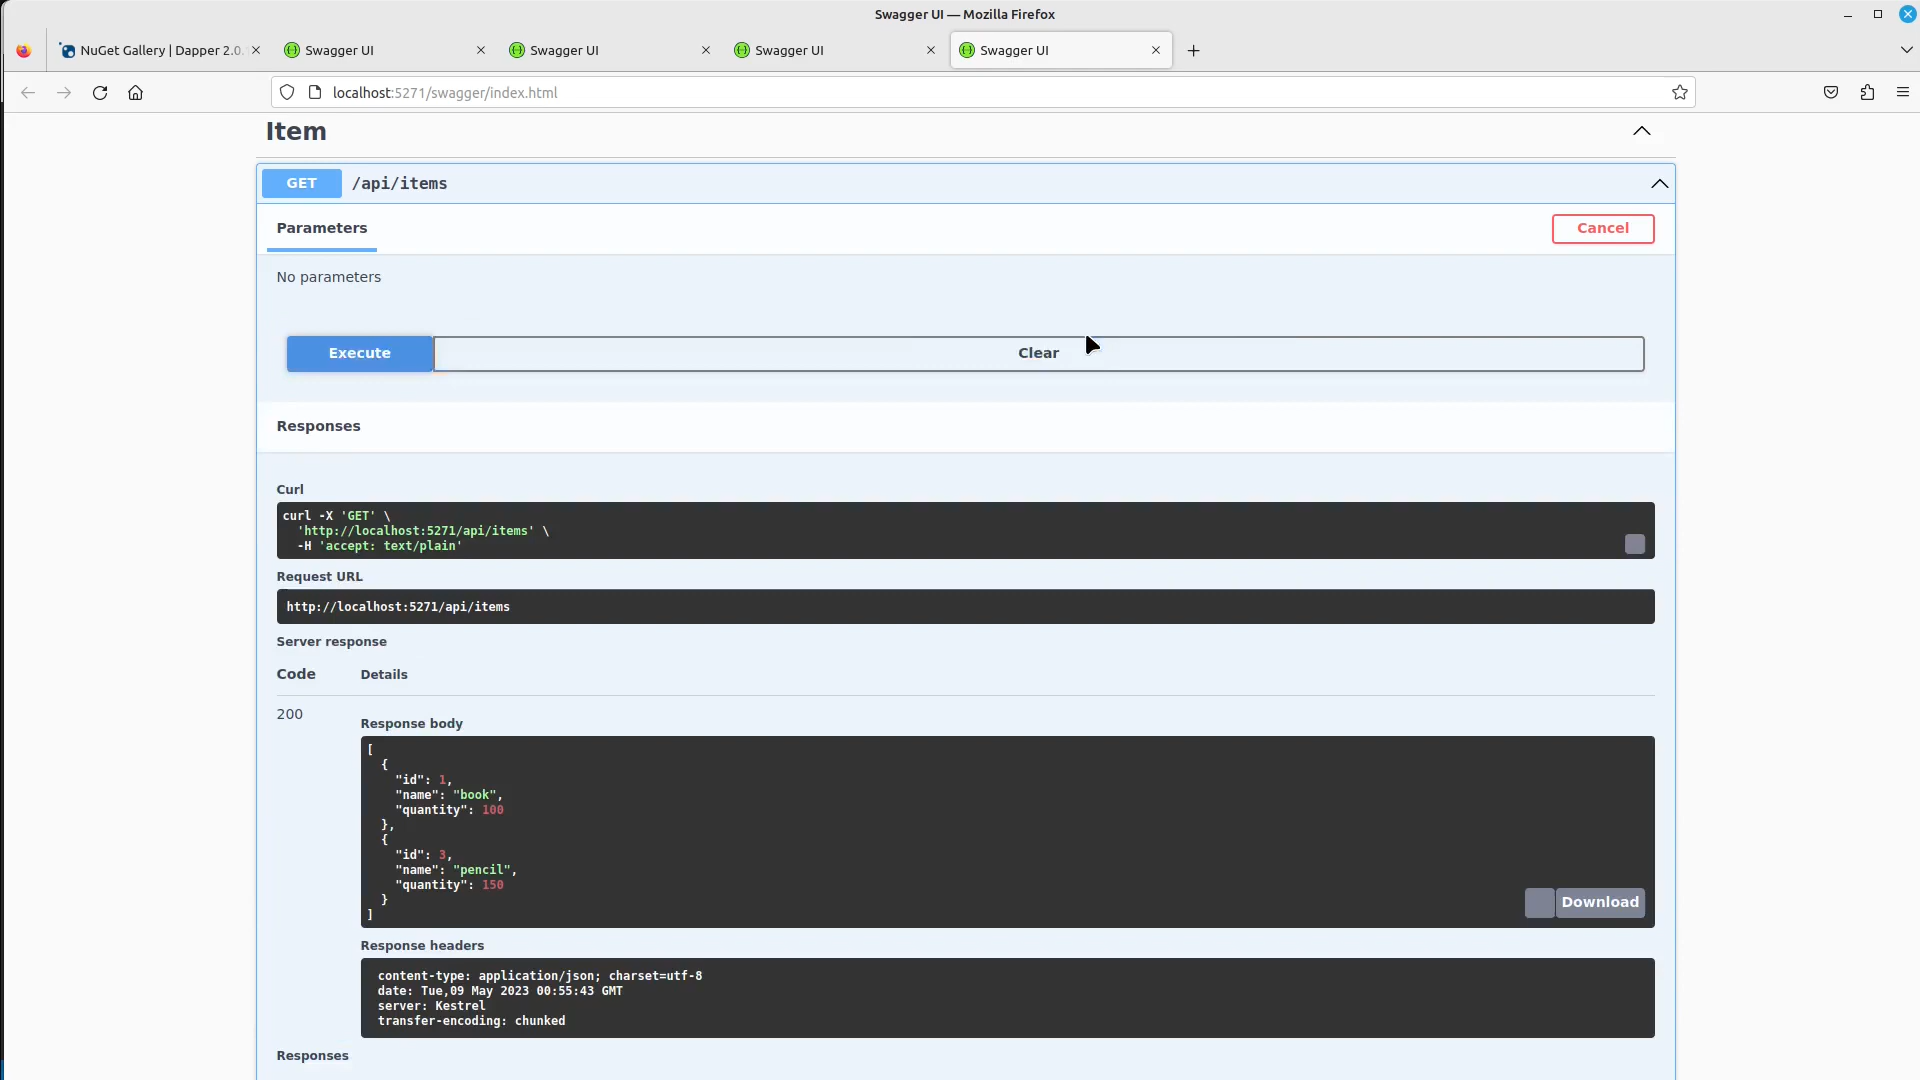 Swagger UI — Mozilla Firefox
NuGet Gallery | Dapper 2.0.
Swagger UI
Swagger UI
Swagger UI
Swagger UI
localhost:5271/swagger/index.html
Item
GET /api/items
Parameters
Cancel
No parameters
Execute
Clear
Responses
Curl
curl -X 'GET' \
'http://localhost:5271/api/items' \
-H 'accept: text/plain'
Request URL
http://localhost:5271/api/items
Server response
Code Details
200
Response body
[
{
"id": 1,
"name": "book",
"quantity": 100
},
{
"id": 3,
"name": "pencil",
"quantity": 150
}
]
Download
Response headers
content-type: application/json; charset=utf-8
date: Tue,09 May 2023 00:55:43 GMT
server: Kestrel
transfer-encoding: chunked
Responses